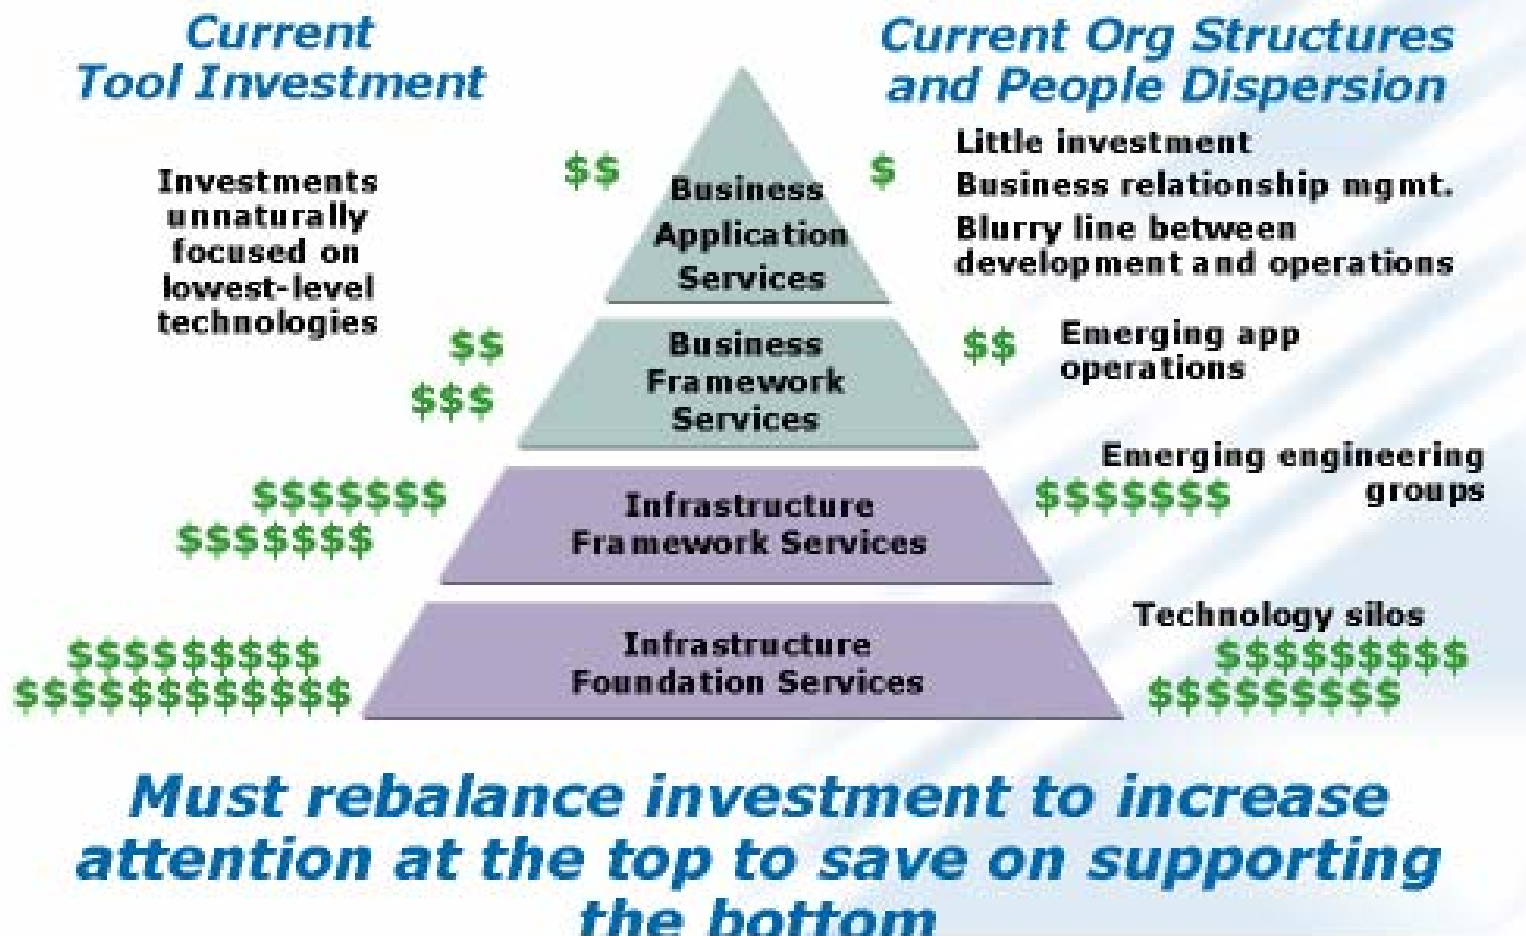 Current
Tool Investment
Current Org Structures
and People Dispersion
Investments
unnaturally
focused on
lowest-level
technologies
$$
Business
Application
Services
$
Little investment
Business relationship mgmt.
Blurry line between
development and operations
$$
$$$
Business
Framework
Services
$$
Emerging app
operations
$$$$$$$
$$$$$$$
Infrastructure
Framework Services
Emerging engineering
groups
$$$$$$$
$$$$$$$$$
$$$$$$$$$$$$
Infrastructure
Foundation Services
Technology silos
$$$$$$$$$
$$$$$$$$$
Must rebalance investment to increase
attention at the top to save on supporting
the bottom